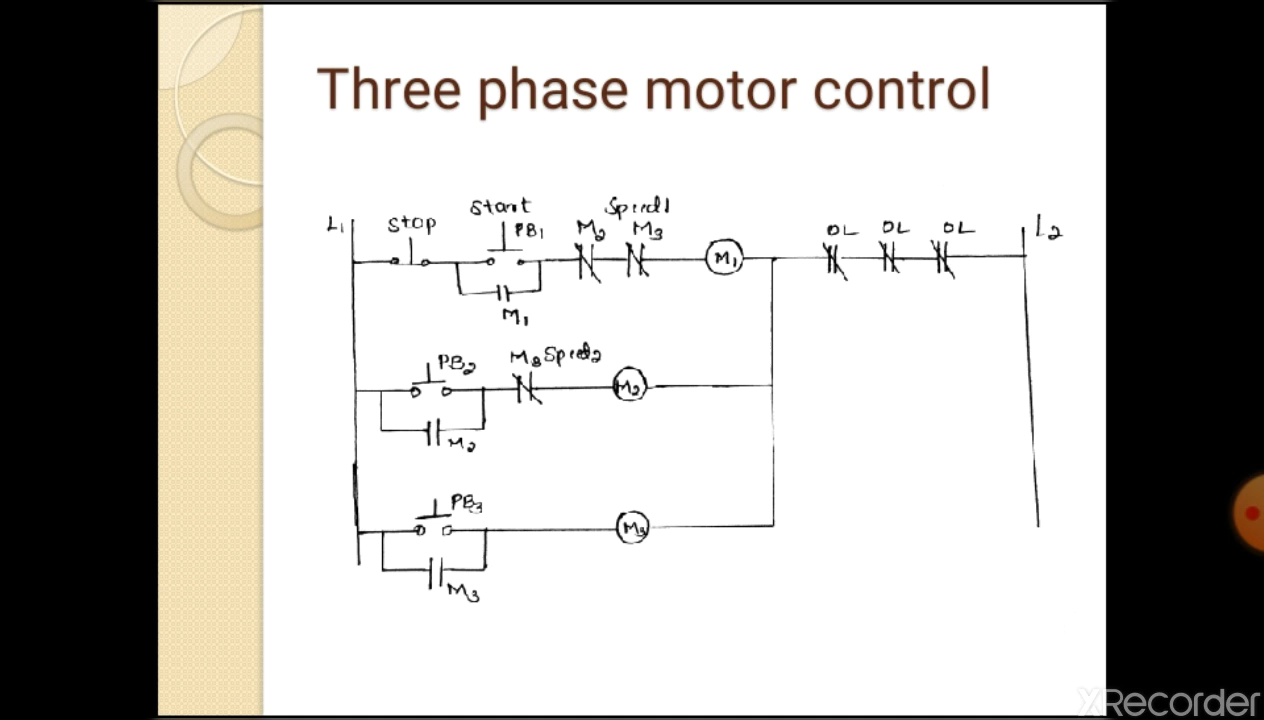 Three phase motor control
Start Speed1
L1 Stop PB1 M2 M3 OL OL OL L2
M1
M1
PB2 M3 Speed2
M2
M2
PB3
M3
M3
XRecorder